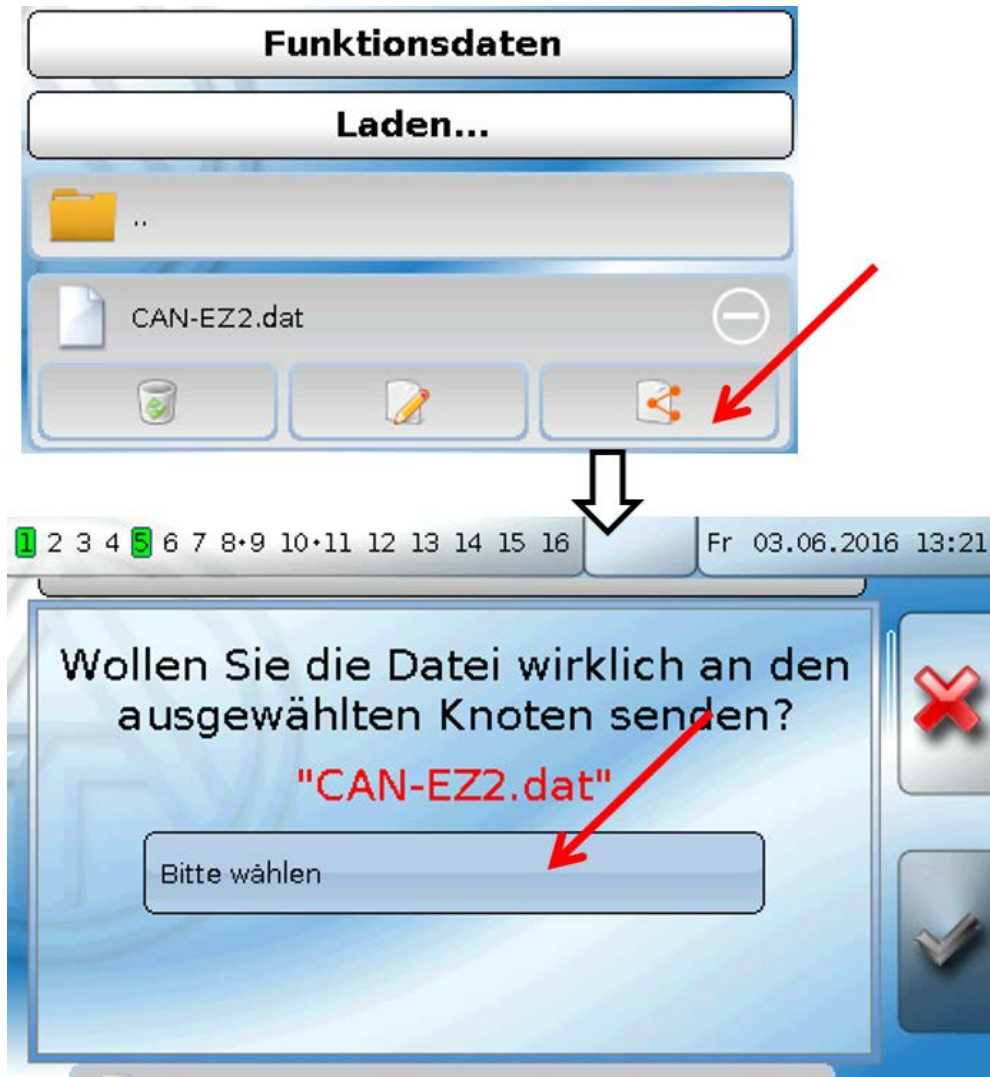 Funktionsdaten
Laden...
..
CAN-EZ2.dat
1 2 3 4 5 6 7 8•9 10•11 12 13 14 15 16 Fr 03.06.2016 13:21
Wollen Sie die Datei wirklich an den
ausgewählten Knoten senden?
"CAN-EZ2.dat"
Bitte wählen